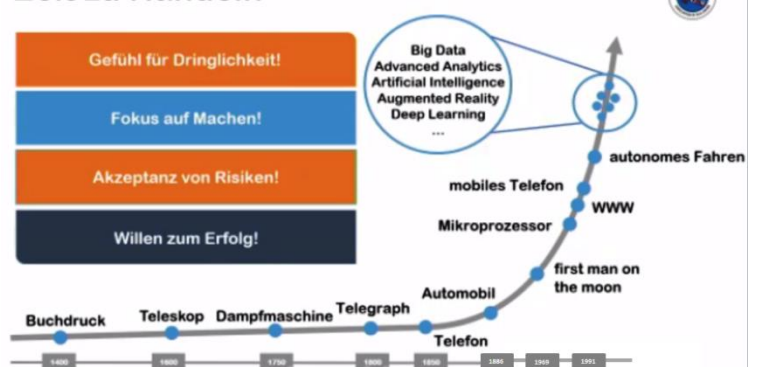 Gefühl für Dringlichkeit!
Fokus auf Machen!
Akzeptanz von Risiken!
Willen zum Erfolg!
Big Data
Advanced Analytics
Artificial Intelligence
Augmented Reality
Deep Learning
...
autonomes Fahren
mobiles Telefon
WWW
Mikroprozessor
first man on
the moon
Automobil
Buchdruck
Teleskop
Dampfmaschine
Telegraph
Telefon
1400
1600
1750
1800
1850
1886
1969
1991